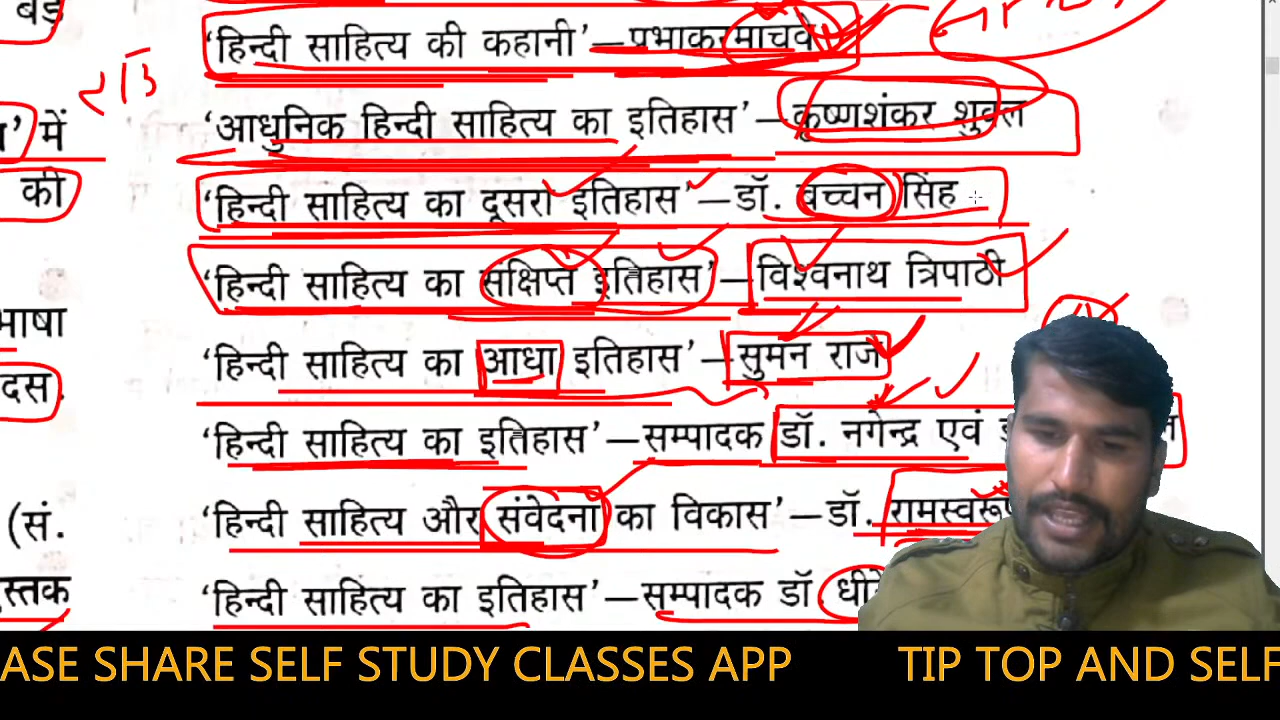 बड़
'हिन्दी साहित्य की कहानी'—प्रभाकर माचवे
' में
'आधुनिक हिन्दी साहित्य का इतिहास'—कृष्णशंकर शुक्ल
की
'हिन्दी साहित्य का दूसरा इतिहास'—डॉ. बच्चन सिंह
'हिन्दी साहित्य का संक्षिप्त इतिहास'—विश्वनाथ त्रिपाठी
भाषा
'हिन्दी साहित्य का आधा इतिहास'—सुमन राजे
दस
'हिन्दी साहित्य का इतिहास'—सम्पादक डॉ. नगेन्द्र एवं
(सं.
'हिन्दी साहित्य और संवेदना का विकास'—डॉ. रामस्वरूप
स्तक
'हिन्दी साहित्य का इतिहास'—सम्पादक डॉ धीरे
ASE SHARE SELF STUDY CLASSES APP TIP TOP AND SELF